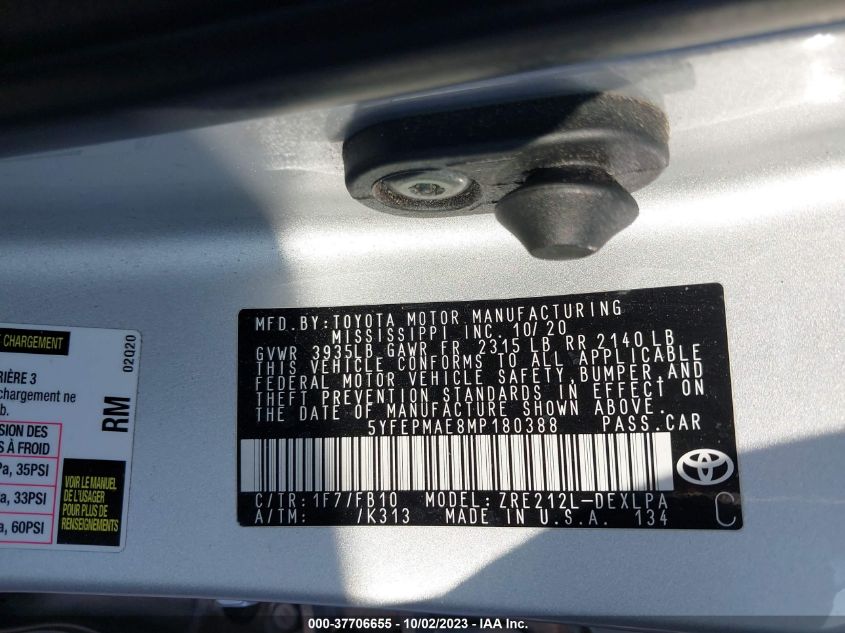 T CHARGEMENT
02Q20
RIÈRE 3
chargement ne
b.
RM
SION DES
S À FROID
Pa, 35PSI
a, 33PSI
a, 60PSI
VOIR LE MANUEL
DE L'USAGER
POUR PLUS DE
RENSEIGNEMENTS
MFD.BY:TOYOTA MOTOR MANUFACTURING
MISSISSIPPI INC. 10/20
GVWR 3935LB GAWR FR 2315 LB RR 2140 LB
THIS VEHICLE CONFORMS TO ALL APPLICABLE
FEDERAL MOTOR VEHICLE SAFETY, BUMPER, AND
THEFT PREVENTION STANDARDS IN EFFECT ON
THE DATE OF MANUFACTURE SHOWN ABOVE.
5YFEPMAE8MP180388 PASS.CAR
C/TR:1F7/FB10 MODEL:ZRE212L-DEXLPA
A/TM: /K313 MADE IN U.S.A. 134
C
000-37706655 - 10/02/2023 - IAA Inc.